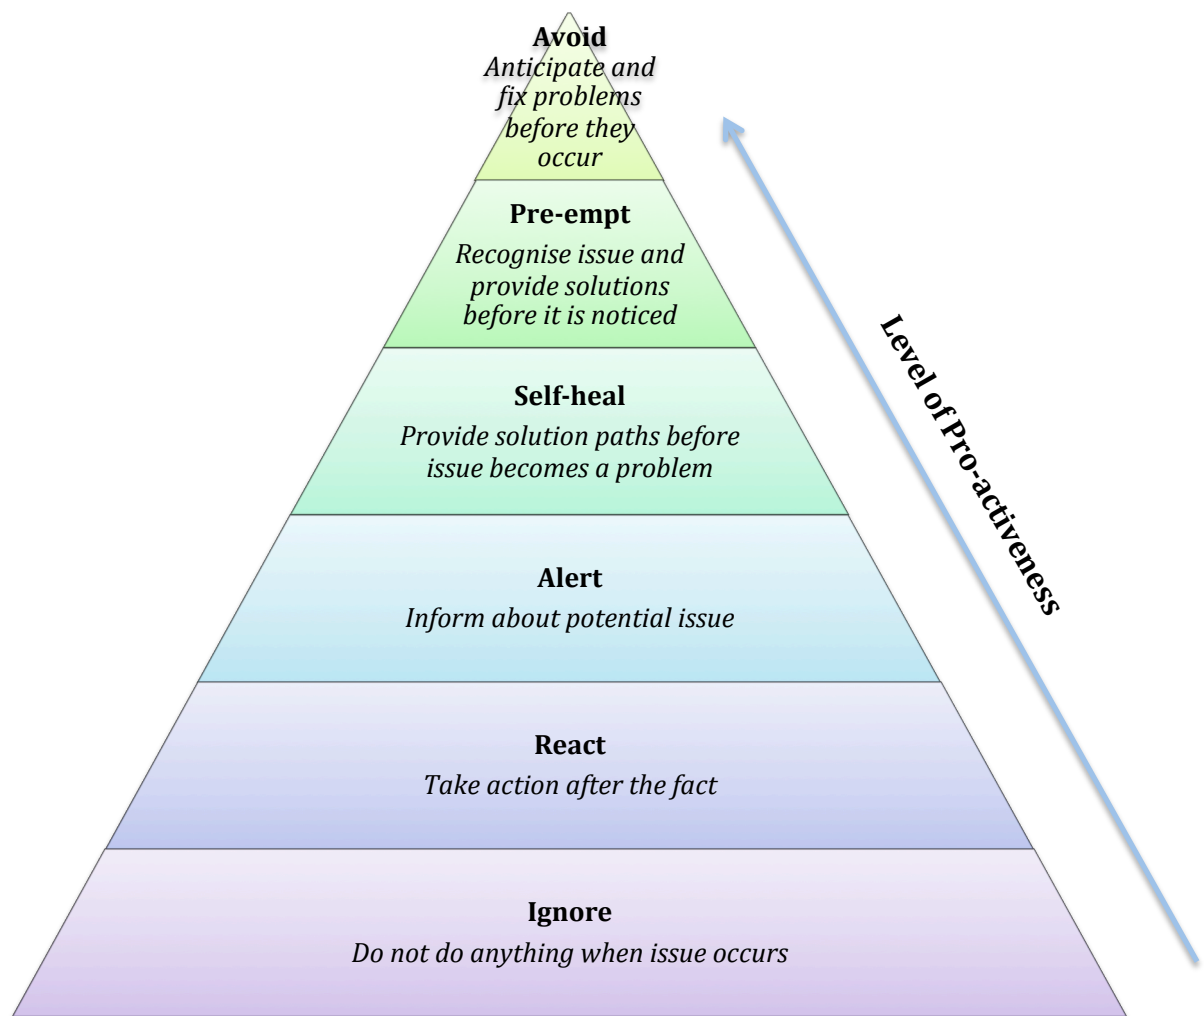 Avoid
Anticipate and
fix problems
before they
occur
Pre-empt
Recognise issue and
provide solutions
before it is noticed
Self-heal
Provide solution paths before
issue becomes a problem
Alert
Inform about potential issue
React
Take action after the fact
Ignore
Do not do anything when issue occurs
Level of Pro-activeness